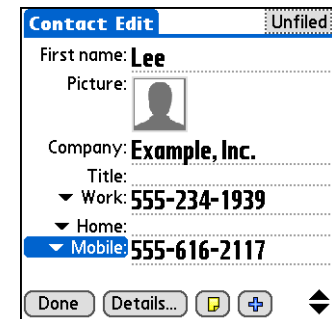 Contact Edit Unfiled
First name: Lee
Picture:
Company: Example, Inc.
Title:
Work: 555-234-1939
Home:
Mobile: 555-616-2117
Done Details...